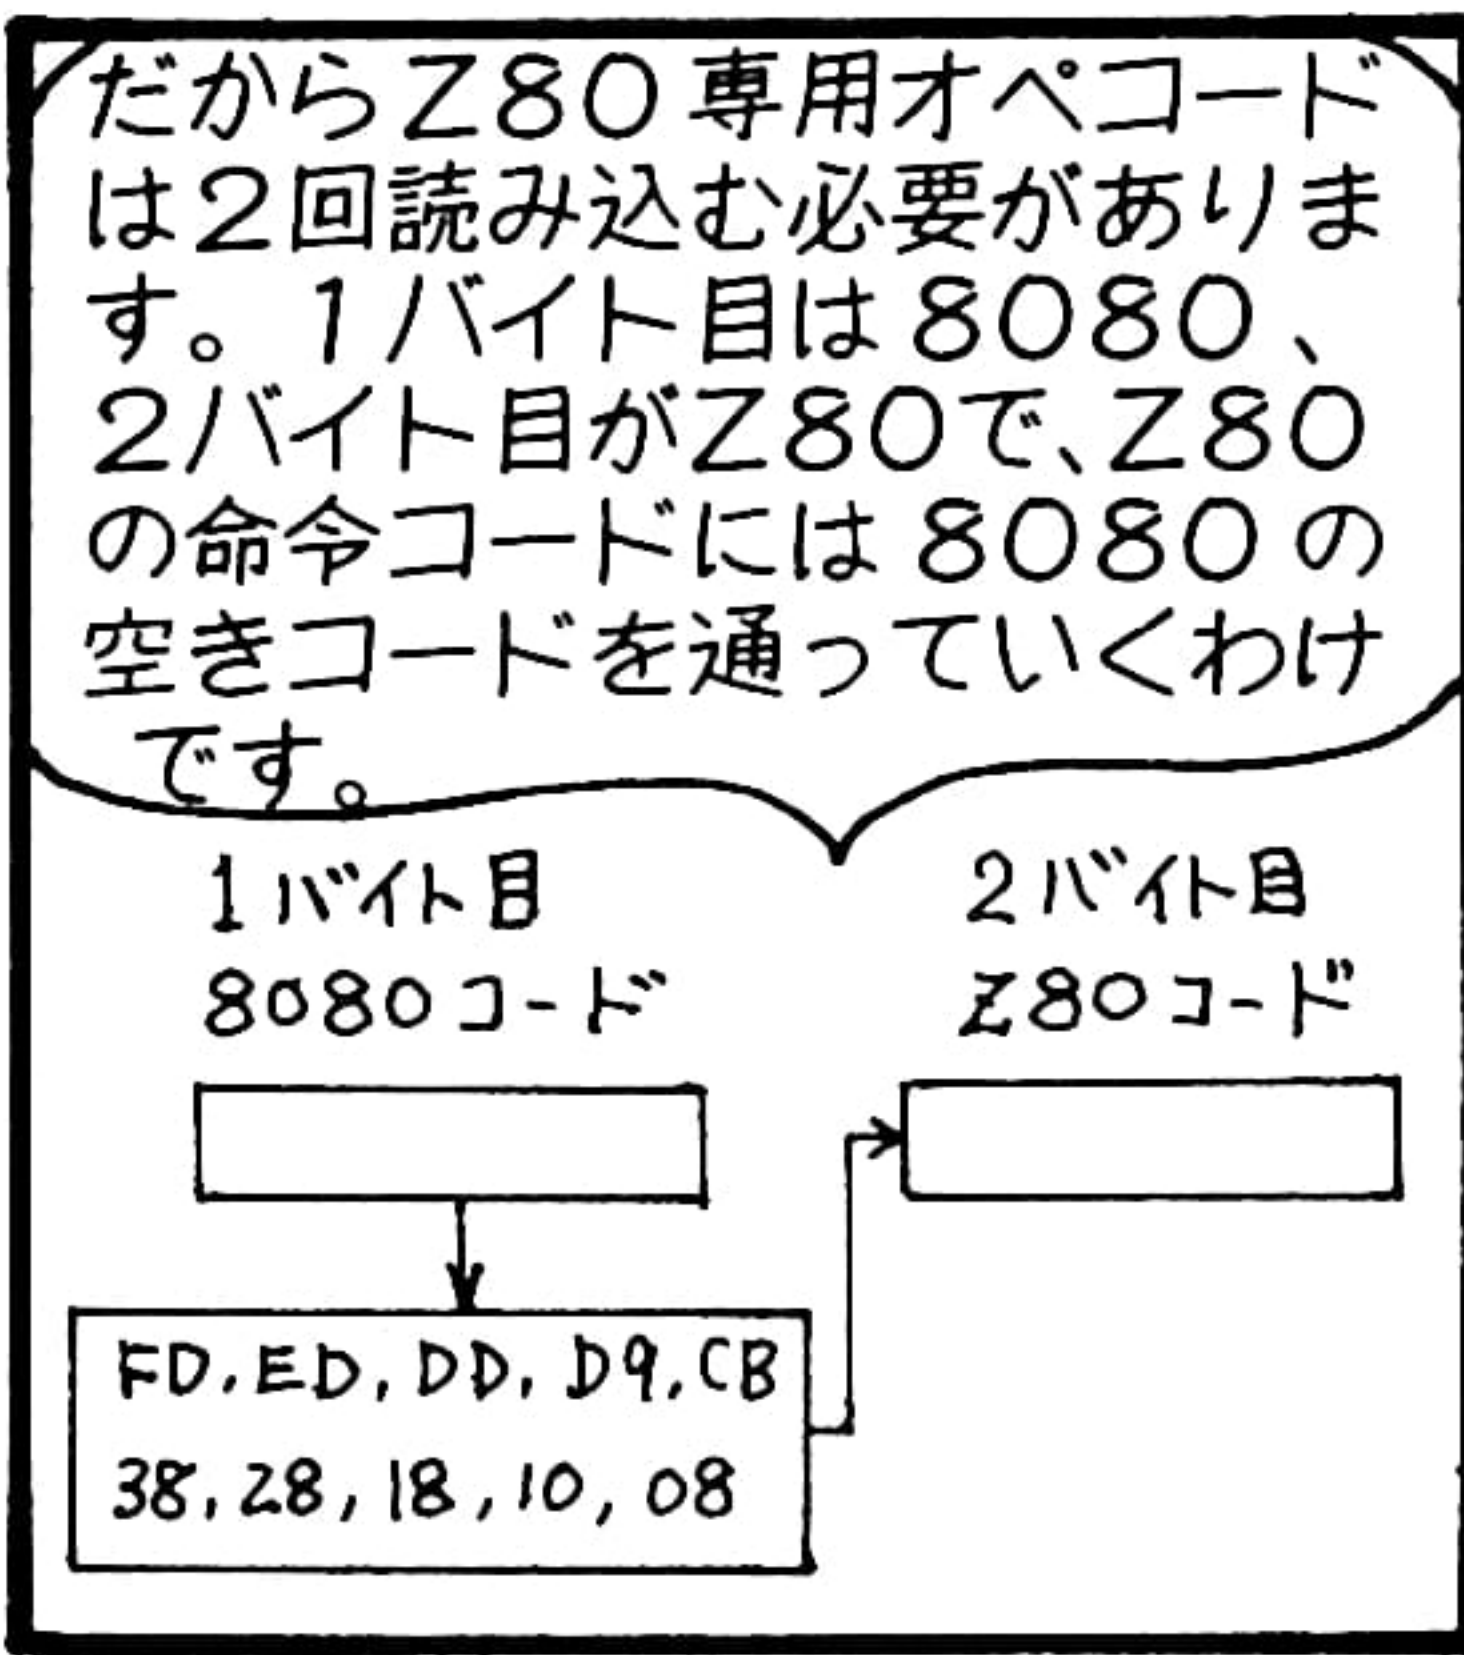 だからZ80専用オペコード
は2回読み込む必要がありま
す。1バイト目は8080、
2バイト目がZ80で、Z80
の命令コードには8080の
空きコードを通っていくわけ
です。
1バイト目
8080コード
2バイト目
Z80コード
FD, ED, DD, D9, CB
38, 28, 18, 10, 08